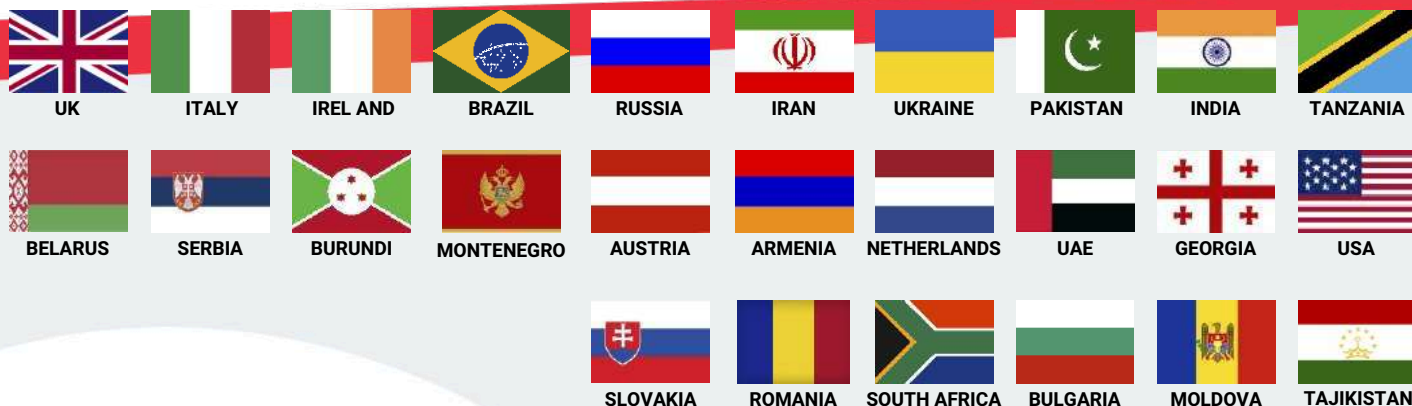 UK ITALY IREL AND BRAZIL RUSSIA IRAN UKRAINE PAKISTAN INDIA TANZANIA
BELARUS SERBIA BURUNDI MONTENEGRO AUSTRIA ARMENIA NETHERLANDS UAE GEORGIA USA
SLOVAKIA ROMANIA SOUTH AFRICA BULGARIA MOLDOVA TAJIKISTAN